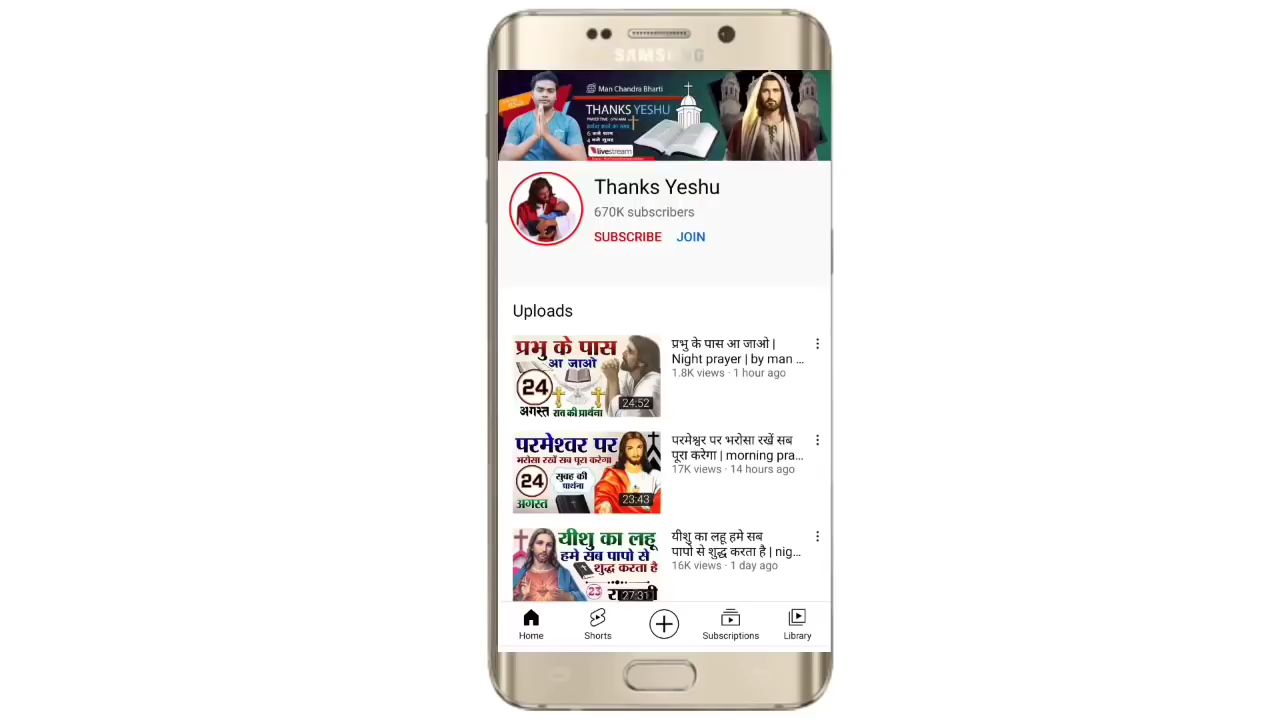 SAMSUNG
Man Chandra Bharti
THANKS YESHU
livestream
Thanks Yeshu
670K subscribers
SUBSCRIBE JOIN
Uploads
प्रभु के पास
आ जाओ
24
अगस्त रात की प्रार्थना
24:52
प्रभु के पास आ जाओ |
Night prayer | by man ...
1.8K views · 1 hour ago
परमेश्वर पर
भरोसा रखें सब पूरा करेगा
24
सुबह की
प्रार्थना
अगस्त
23:43
परमेश्वर पर भरोसा रखें सब
पूरा करेगा | morning pra...
17K views · 14 hours ago
यीशु का लहू
हमे सब पापो से
शुद्ध करता है
23
27:31
यीशु का लहू हमे सब
पापो से शुद्ध करता है | nig...
16K views · 1 day ago
Home Shorts Subscriptions Library